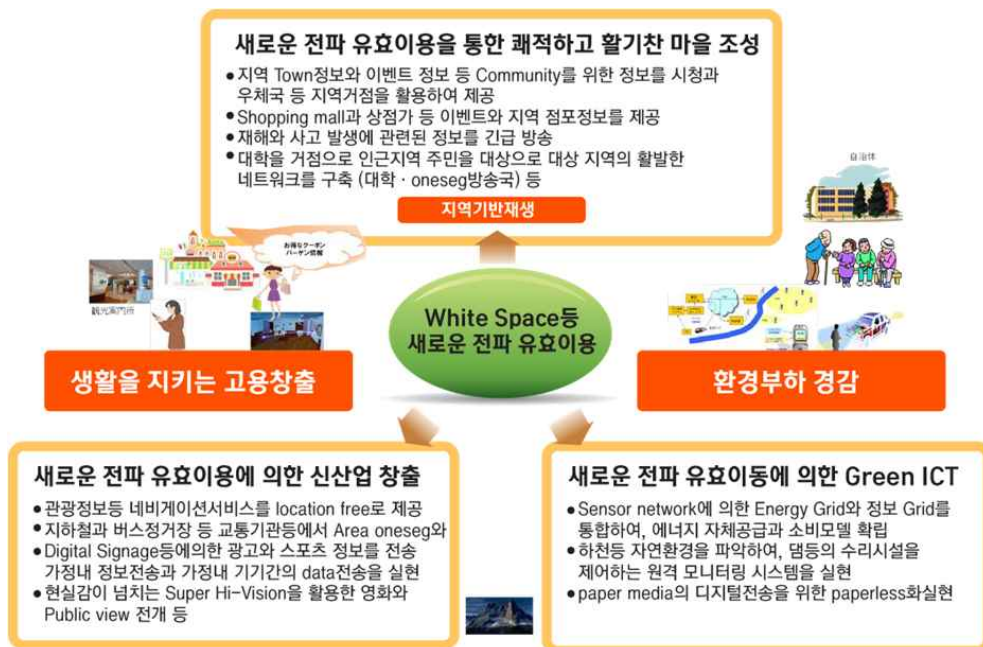 새로운 전파 유효이용을 통한 쾌적하고 활기찬 마을 조성
• 지역 Town정보와 이벤트 정보 등 Community를 위한 정보를 시청과
우체국 등 지역거점을 활용하여 제공
• Shopping mall과 상점가 등 이벤트와 지역 점포정보를 제공
• 재해와 사고 발생에 관련된 정보를 긴급 방송
• 대학을 거점으로 인근지역 주민을 대상으로 대상 지역의 활발한
네트워크를 구축 (대학 · oneseg방송국) 등
지역기반재생
自治体
お得なクーポン
バーゲン情報
観光案内所
White Space등
새로운 전파 유효이용
생활을 지키는 고용창출
환경부하 경감
새로운 전파 유효이용에 의한 신산업 창출
• 관광정보등 네비게이션서비스를 location free로 제공
• 지하철과 버스정거장 등 교통기관등에서 Area oneseg와
• Digital Signage등에의한 광고와 스포츠 정보를 전송
가정내 정보전송과 가정내 기기간의 data전송을 실현
• 현실감이 넘치는 Super Hi-Vision을 활용한 영화와
Public view 전개 등
새로운 전파 유효이동에 의한 Green ICT
• Sensor network에 의한 Energy Grid와 정보 Grid를
통합하여, 에너지 자체공급과 소비모델 확립
• 하천등 자연환경을 파악하여, 댐등의 수리시설을
제어하는 원격 모니터링 시스템을 실현
• paper media의 디지털전송을 위한 paperless화실현